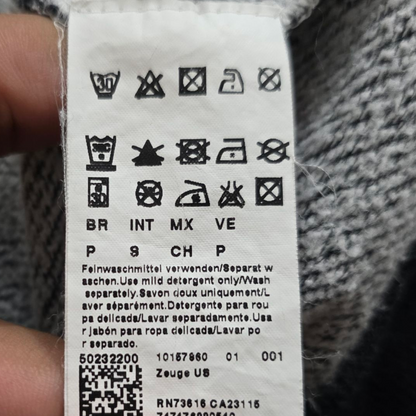 30
30
BR INT MX VE
P S CH P
Feinwaschmittel verwenden/Separat w
aschen.Use mild detergent only/Wash
separately.Savon doux uniquement/L
aver séparément.Detergente para rou
pa delicada/Lavar separadamente.Usa
r jabón para ropa delicada/Lavar po
r separado.
50232200 10157960 01 001
Zeuge US
RN73616 CA23115